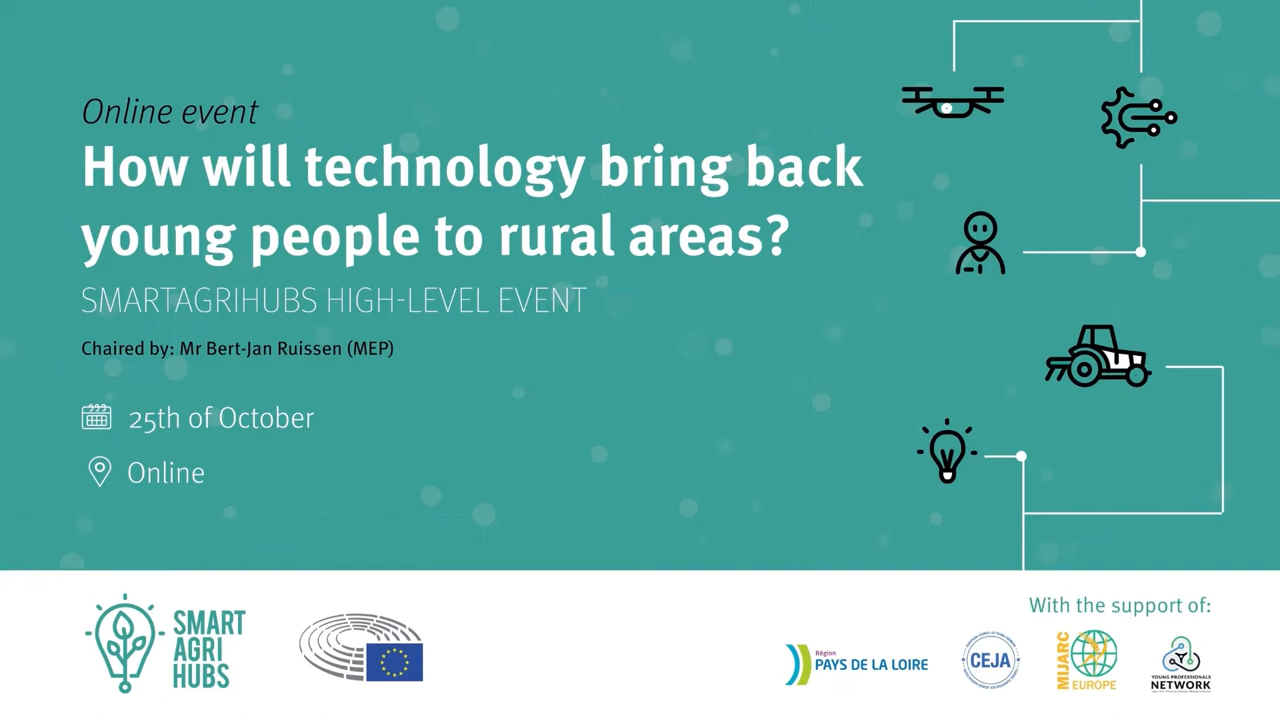 Online event
How will technology bring back
young people to rural areas?
SMARTAGRIHUBS HIGH-LEVEL EVENT
Chaired by: Mr Bert-Jan Ruissen (MEP)
25th of October
Online
SMART
AGRI
HUBS
With the support of:
Région
PAYS DE LA LOIRE
CEJA
MIJARC
EUROPE
YOUNG PROFESSIONALS
NETWORK